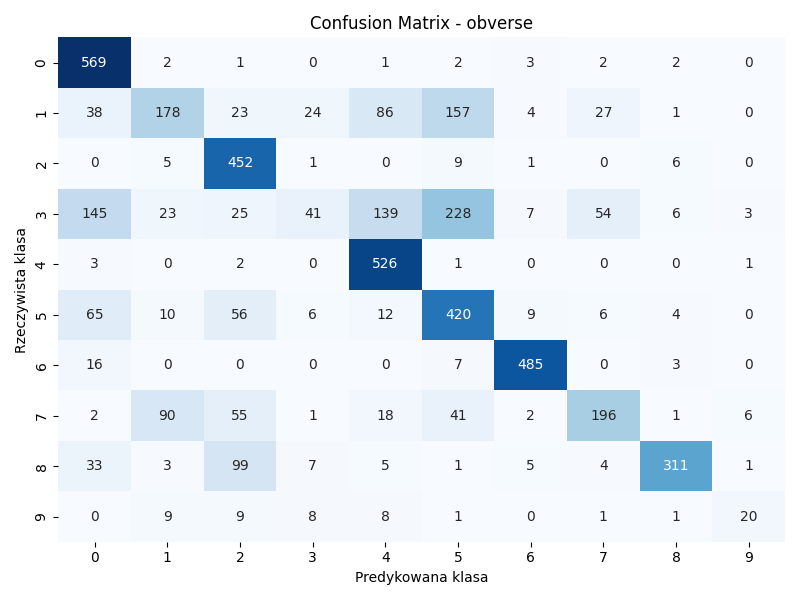 Confusion Matrix - obverse
0 569 2 1 0 1 2 3 2 2 0
1 38 178 23 24 86 157 4 27 1 0
2 0 5 452 1 0 9 1 0 6 0
3 145 23 25 41 139 228 7 54 6 3
4 3 0 2 0 526 1 0 0 0 1
5 65 10 56 6 12 420 9 6 4 0
6 16 0 0 0 0 7 485 0 3 0
7 2 90 55 1 18 41 2 196 1 6
8 33 3 99 7 5 1 5 4 311 1
9 0 9 9 8 8 1 0 1 1 20
0 1 2 3 4 5 6 7 8 9
Rzeczywista klasa
Predykowana klasa